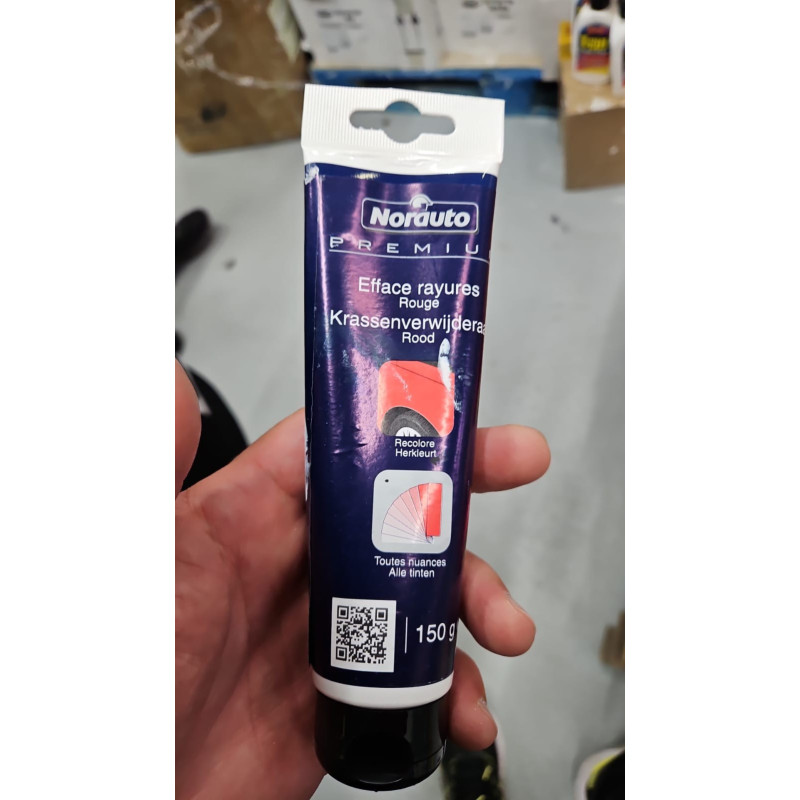 Norauto
PREMIU
Efface rayures
Rouge
Krassenverwijderaa
Rood
Recolore
Herkleurt
Toutes nuances
Alle tinten
150 g